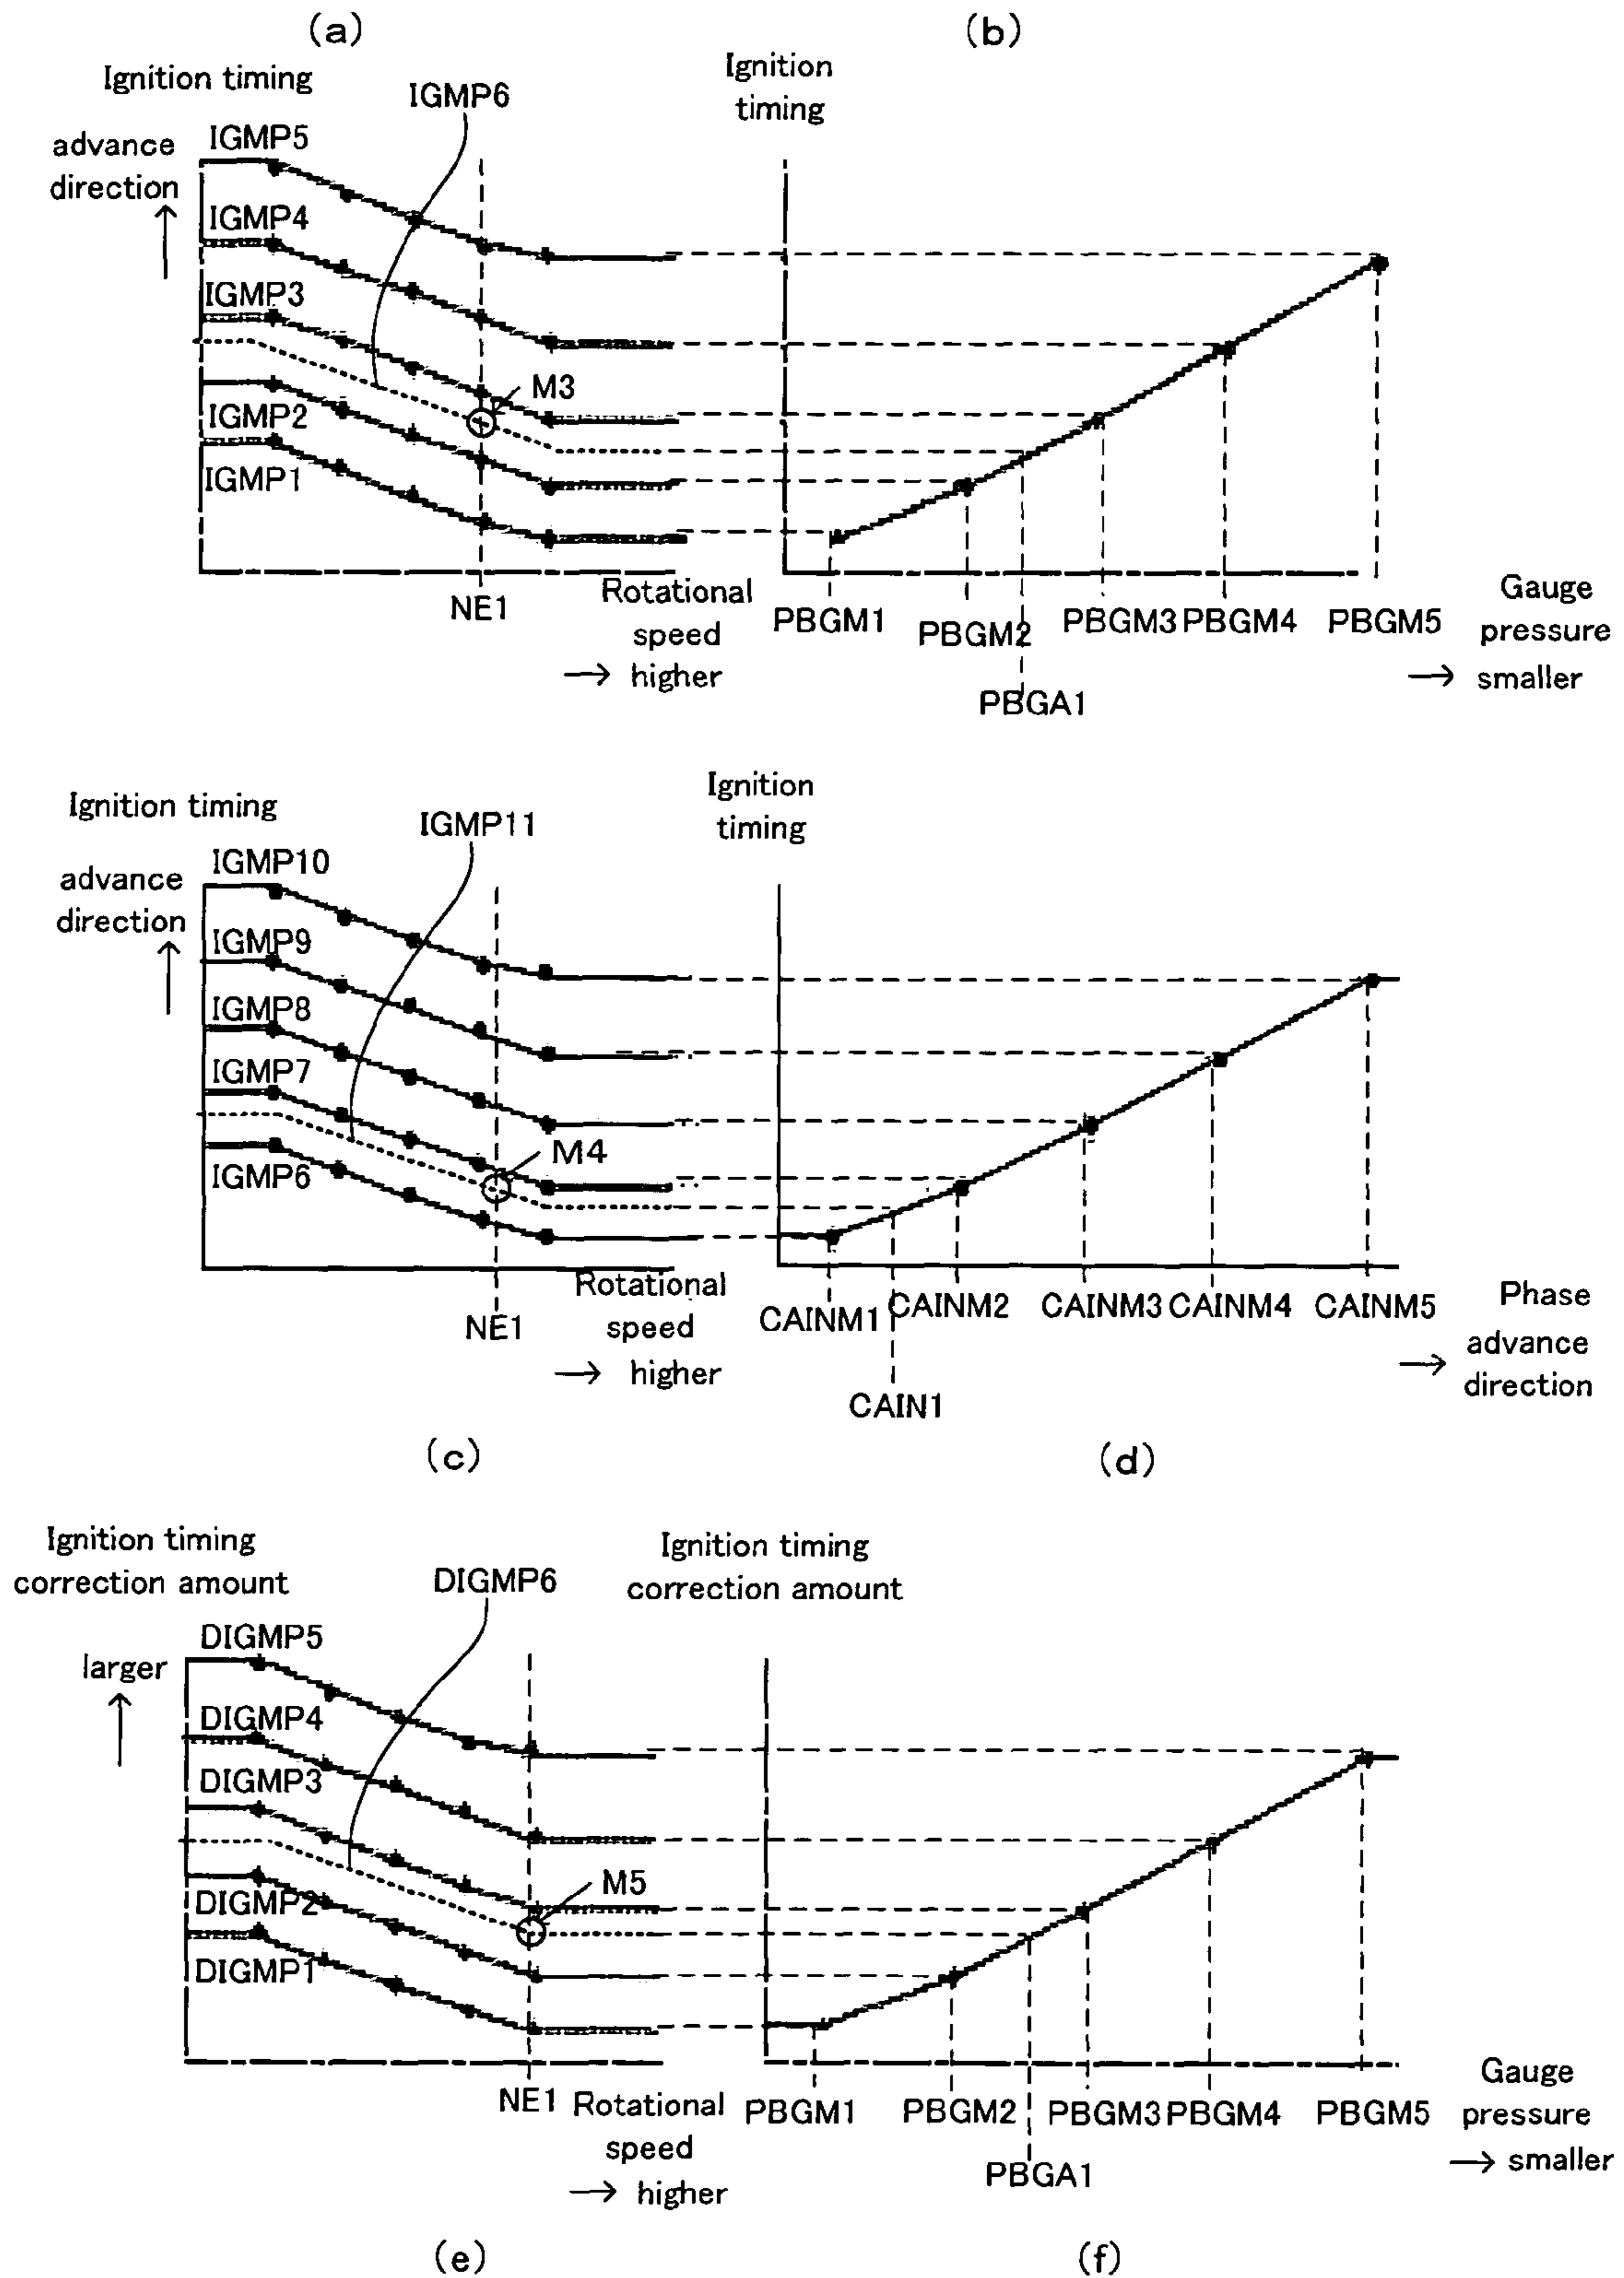 (a)
(b)
Ignition timing
advance
direction
IGMP6
IGMP5
IGMP4
IGMP3
IGMP2
IGMP1
M3
NE1
Rotational
speed
→ higher
Ignition
timing
PBGM1
PBGM2
PBGM3
PBGM4
PBGM5
PBGA1
Gauge
pressure
→ smaller
Ignition timing
advance
direction
IGMP11
IGMP10
IGMP9
IGMP8
IGMP7
IGMP6
M4
NE1
Rotational
speed
→ higher
Ignition
timing
CAINM1
CAINM2
CAINM3
CAINM4
CAINM5
CAIN1
Phase
advance
→ direction
(c)
(d)
Ignition timing
correction amount
larger
DIGMP6
DIGMP5
DIGMP4
DIGMP3
DIGMP2
DIGMP1
M5
NE1
Rotational
speed
→ higher
Ignition timing
correction amount
PBGM1
PBGM2
PBGM3
PBGM4
PBGM5
PBGA1
Gauge
pressure
→ smaller
(e)
(f)